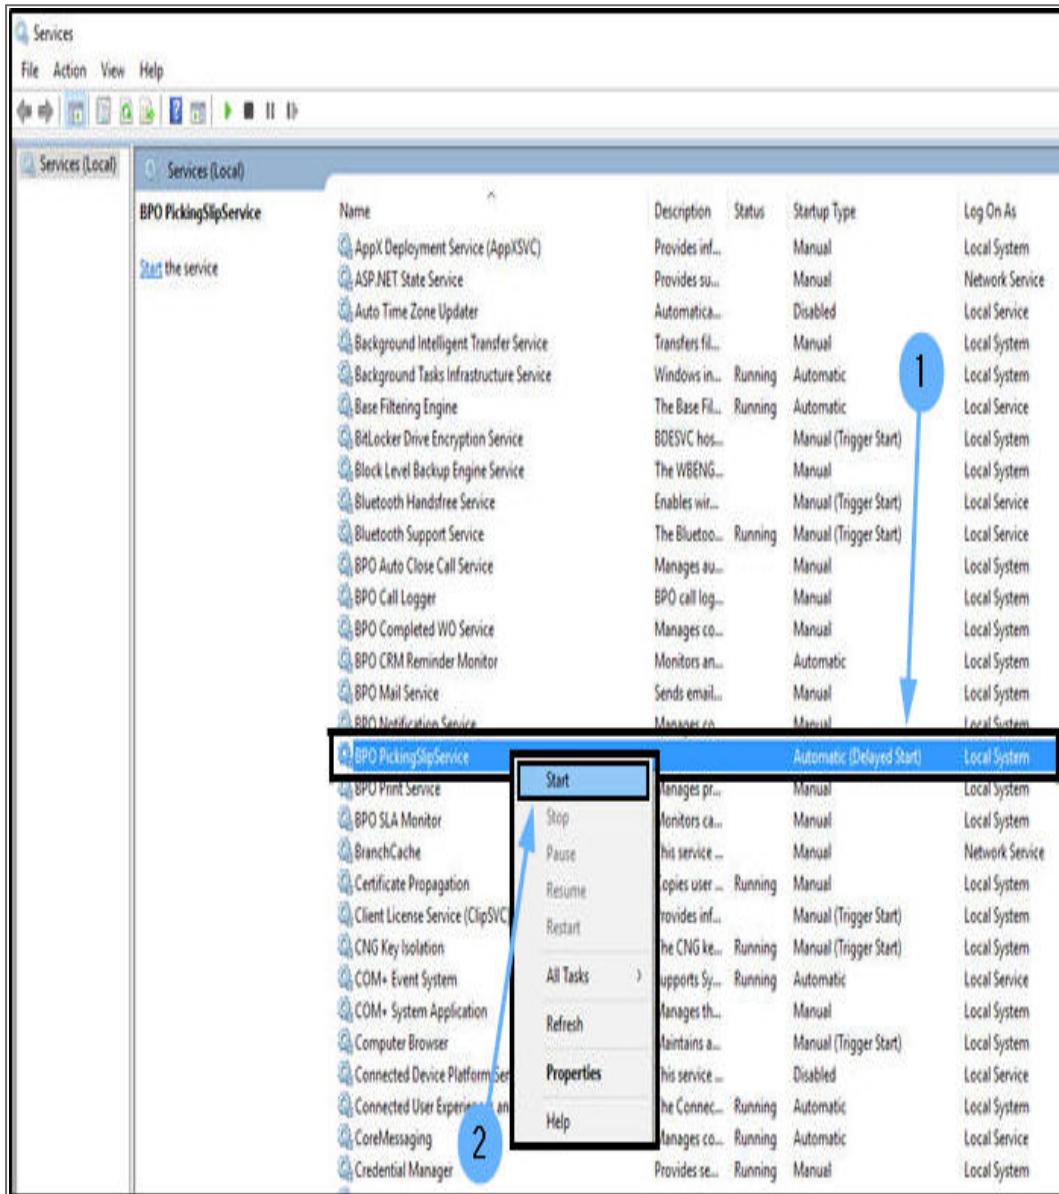 Services
File Action View Help
Services (Local)
Services (Local)
BPO PickingSlipService
Start the service
Name Description Status Startup Type Log On As
AppX Deployment Service (AppXSVC) Provides inf... Manual Local System
ASP.NET State Service Provides su... Manual Network Service
Auto Time Zone Updater Automatica... Disabled Local Service
Background Intelligent Transfer Service Transfers fil... Manual Local System
Background Tasks Infrastructure Service Windows in... Running Automatic Local System
1
Base Filtering Engine The Base Fil... Running Automatic Local Service
BitLocker Drive Encryption Service BDESVC hos... Manual (Trigger Start) Local System
Block Level Backup Engine Service The WBENG... Manual Local System
Bluetooth Handsfree Service Enables wir... Manual (Trigger Start) Local Service
Bluetooth Support Service The Bluetoo... Running Manual (Trigger Start) Local Service
BPO Auto Close Call Service Manages au... Manual Local System
BPO Call Logger BPO call log... Manual Local System
BPO Completed WO Service Manages co... Manual Local System
BPO CRM Reminder Monitor Monitors an... Automatic Local System
BPO Mail Service Sends email... Manual Local System
BPO Notification Service Manages co... Manual Local System
BPO PickingSlipService Automatic (Delayed Start) Local System
BPO Print Service Manages pr... Manual Local System
BPO SLA Monitor Monitors ca... Manual Local System
BranchCache This service ... Manual Network Service
Certificate Propagation Copies user ... Running Manual Local System
Client License Service (ClipSVC) Provides inf... Manual (Trigger Start) Local System
CNG Key Isolation The CNG ke... Running Manual (Trigger Start) Local System
COM+ Event System Supports Sy... Running Automatic Local Service
COM+ System Application Manages th... Manual Local System
Computer Browser Maintains a... Manual (Trigger Start) Local System
Connected Device Platform Ser This service ... Disabled Local Service
Connected User Experiences an The Connec... Running Automatic Local System
CoreMessaging Manages co... Running Automatic Local Service
Credential Manager Provides se... Running Manual Local System
Start
Stop
Pause
Resume
Restart
All Tasks
Refresh
Properties
Help
2